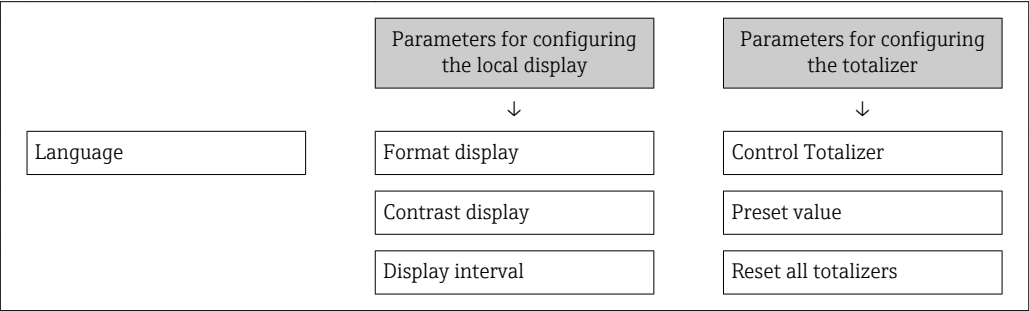 Parameters for configuring
the local display
Parameters for configuring
the totalizer
↓
↓
Language
Format display
Control Totalizer
Contrast display
Preset value
Display interval
Reset all totalizers